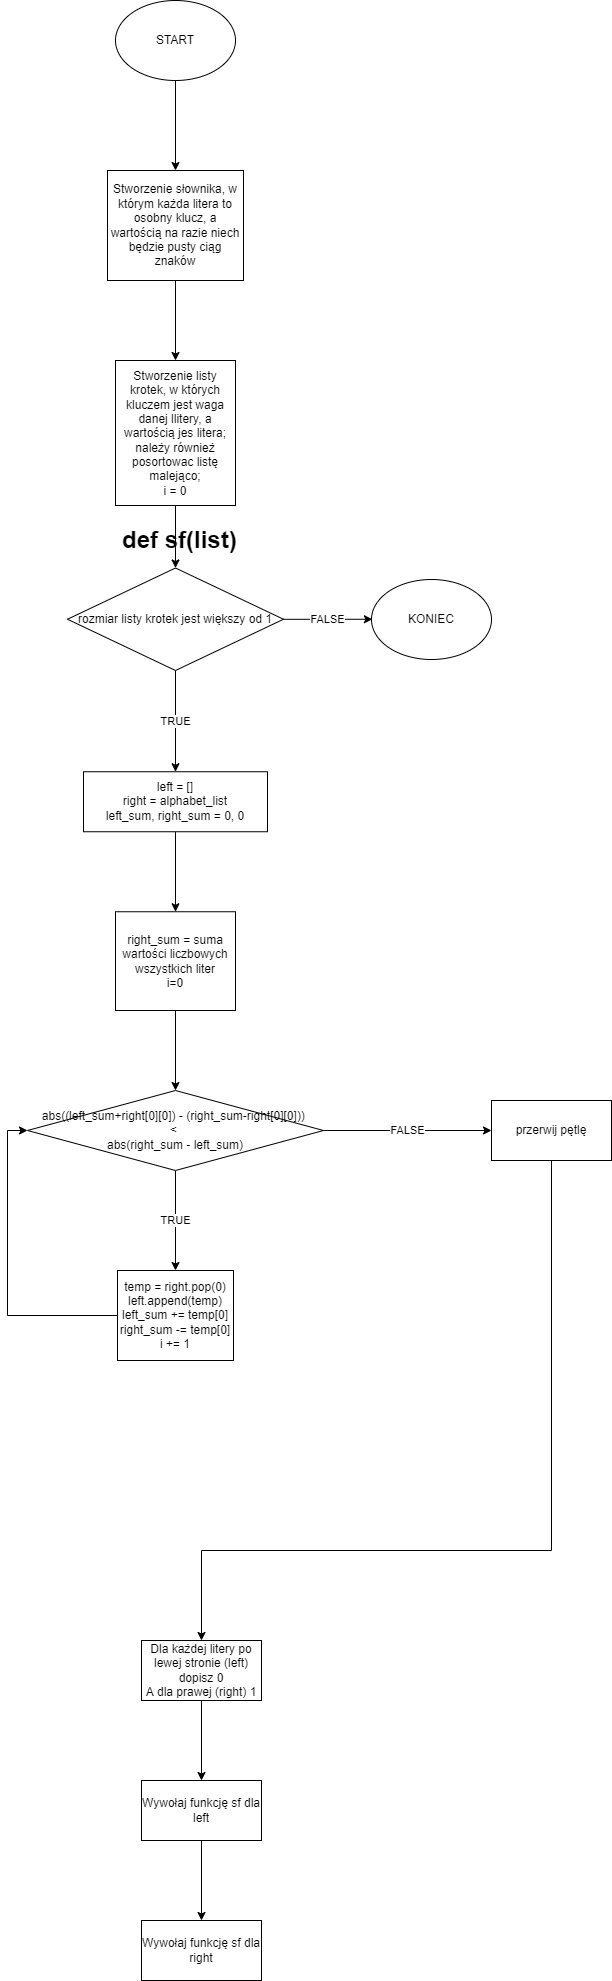 START
Stworzenie słownika, w
którym każda litera to
osobny klucz, a
wartością na razie niech
będzie pusty ciąg
znaków
Stworzenie listy
krotek, w których
kluczem jest waga
danej llitery, a
wartością jes litera;
należy również
posortowac listę
malejąco;
i = 0
def sf(list)
rozmiar listy krotek jest większy od 1
FALSE
KONIEC
TRUE
left = []
right = alphabet_list
left_sum, right_sum = 0, 0
right_sum = suma
wartości liczbowych
wszystkich liter
i=0
abs((left_sum+right[0][0]) - (right_sum-right[0][0]))
<
abs(right_sum - left_sum)
FALSE
przerwij pętlę
TRUE
temp = right.pop(0)
left.append(temp)
left_sum += temp[0]
right_sum -= temp[0]
i += 1
Dla każdej litery po
lewej stronie (left)
dopisz 0
A dla prawej (right) 1
Wywołaj funkcję sf dla
left
Wywołaj funkcję sf dla
right